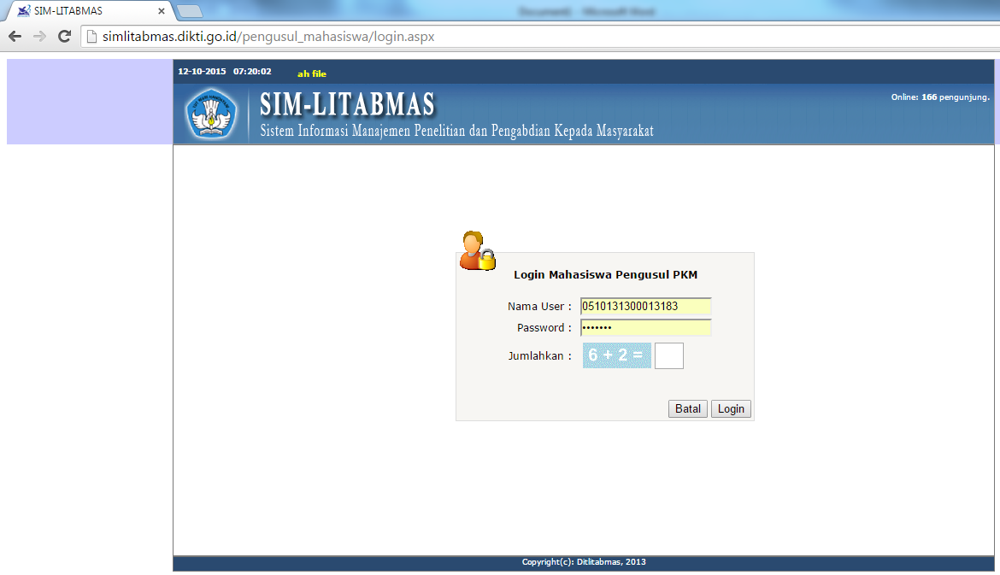 SIM-LITABMAS
Document1 - Microsoft Word
simlitabmas.dikti.go.id/pengusul_mahasiswa/login.aspx
12-10-2015 07:20:02 ah file
SIM-LITABMAS
Sistem Informasi Manajemen Penelitian dan Pengabdian Kepada Masyarakat
Online: 166 pengunjung.
Login Mahasiswa Pengusul PKM
Nama User : 0510131300013183
Password : •••••••
Jumlahkan : 6 + 2 =
Batal Login
Copyright(c): Ditlitabmas, 2013